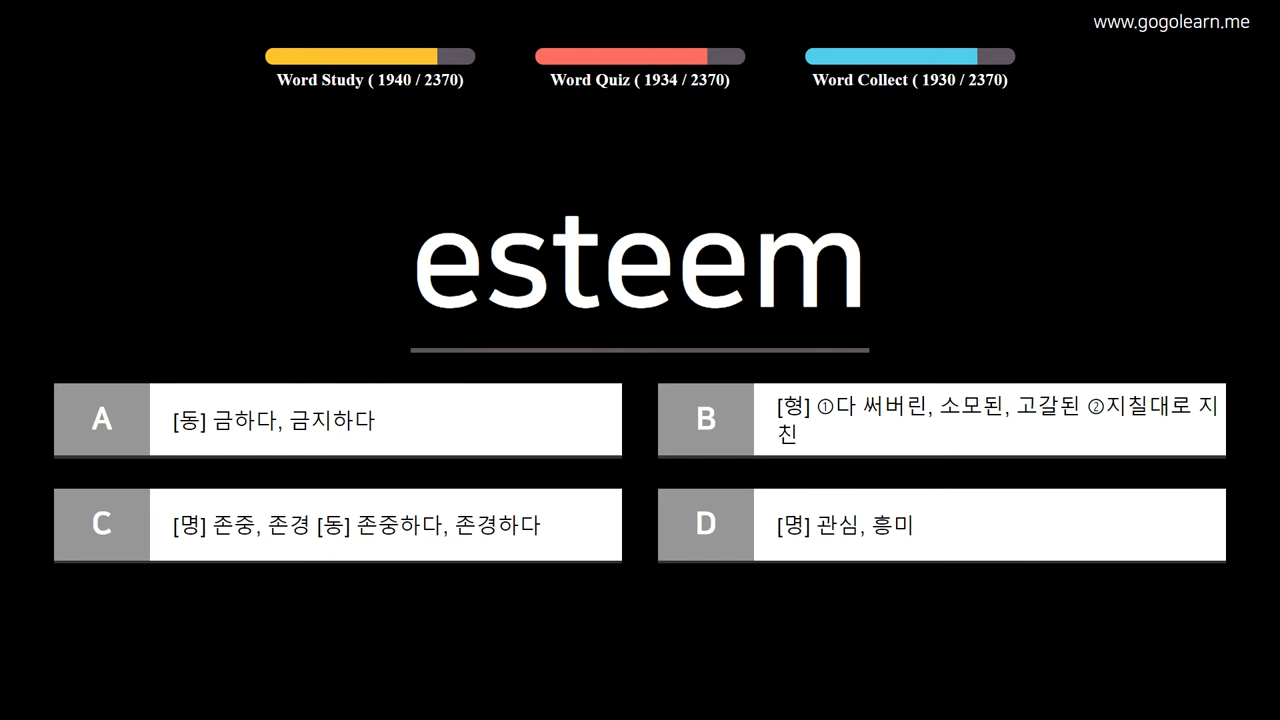 www.gogolearn.me
Word Study ( 1940 / 2370)
Word Quiz ( 1934 / 2370)
Word Collect ( 1930 / 2370)
esteem
A
[동] 금하다, 금지하다
B
[형] ①다 써버린, 소모된, 고갈된 ②지칠대로 지
친
C
[명] 존중, 존경 [동] 존중하다, 존경하다
D
[명] 관심, 흥미